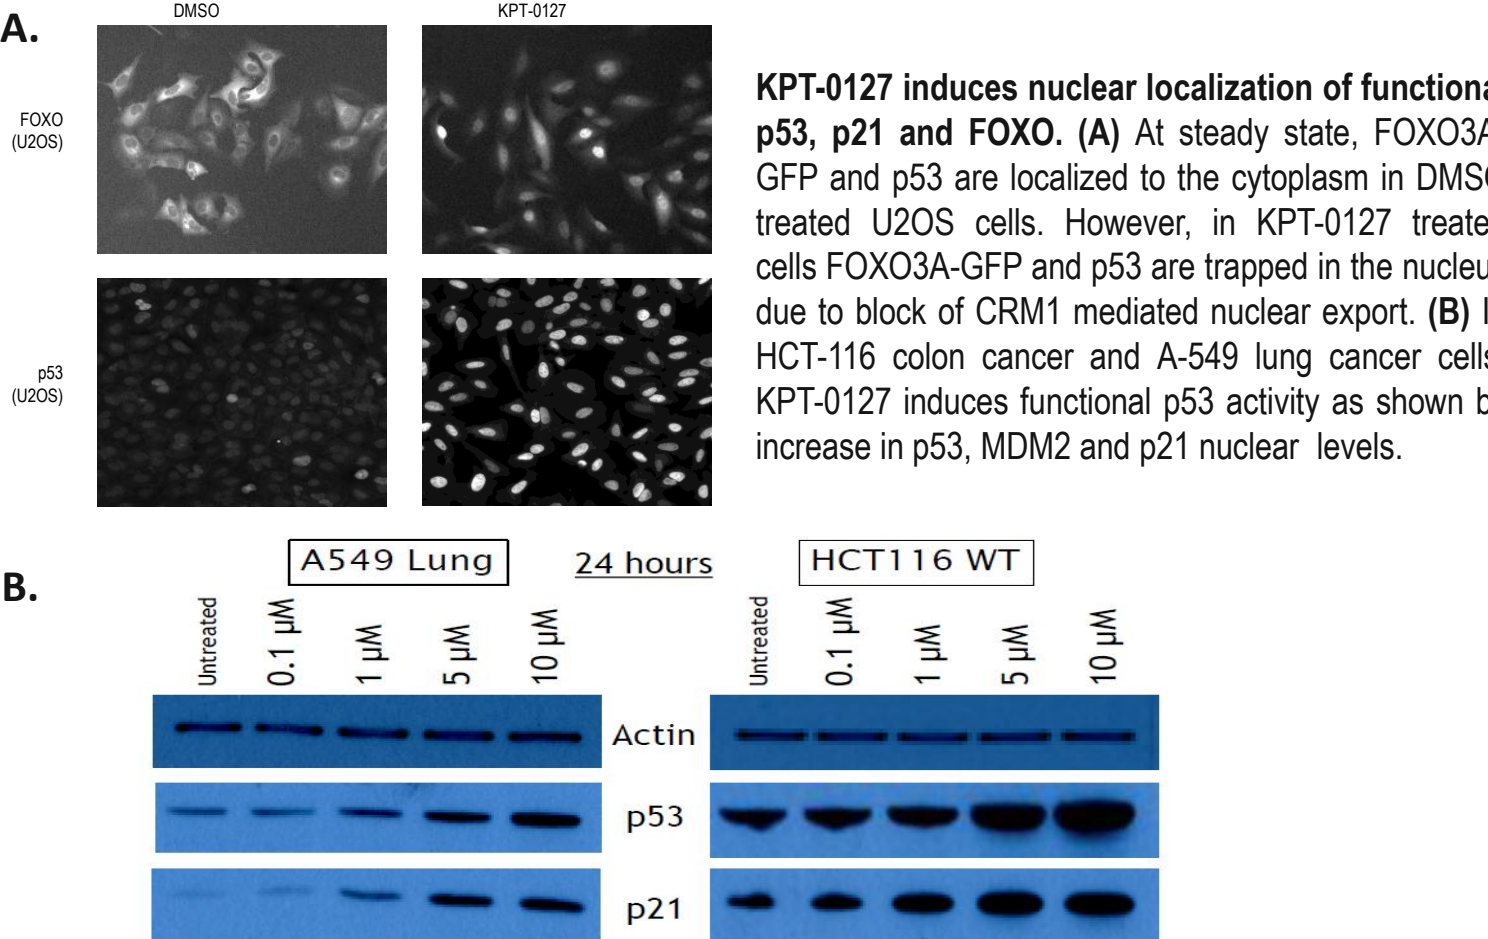 DMSO KPT-0127
A.
FOXO
(U2OS)
p53
(U2OS)
KPT-0127 induces nuclear localization of functiona
p53, p21 and FOXO. (A) At steady state, FOXO3A
GFP and p53 are localized to the cytoplasm in DMSO
treated U2OS cells. However, in KPT-0127 treate
cells FOXO3A-GFP and p53 are trapped in the nucleu
due to block of CRM1 mediated nuclear export. (B) I
HCT-116 colon cancer and A-549 lung cancer cells
KPT-0127 induces functional p53 activity as shown b
increase in p53, MDM2 and p21 nuclear levels.
B.
A549 Lung 24 hours HCT116 WT
Untreated 0.1 µM 1 µM 5 µM 10 µM Untreated 0.1 µM 1 µM 5 µM 10 µM
Actin
p53
p21